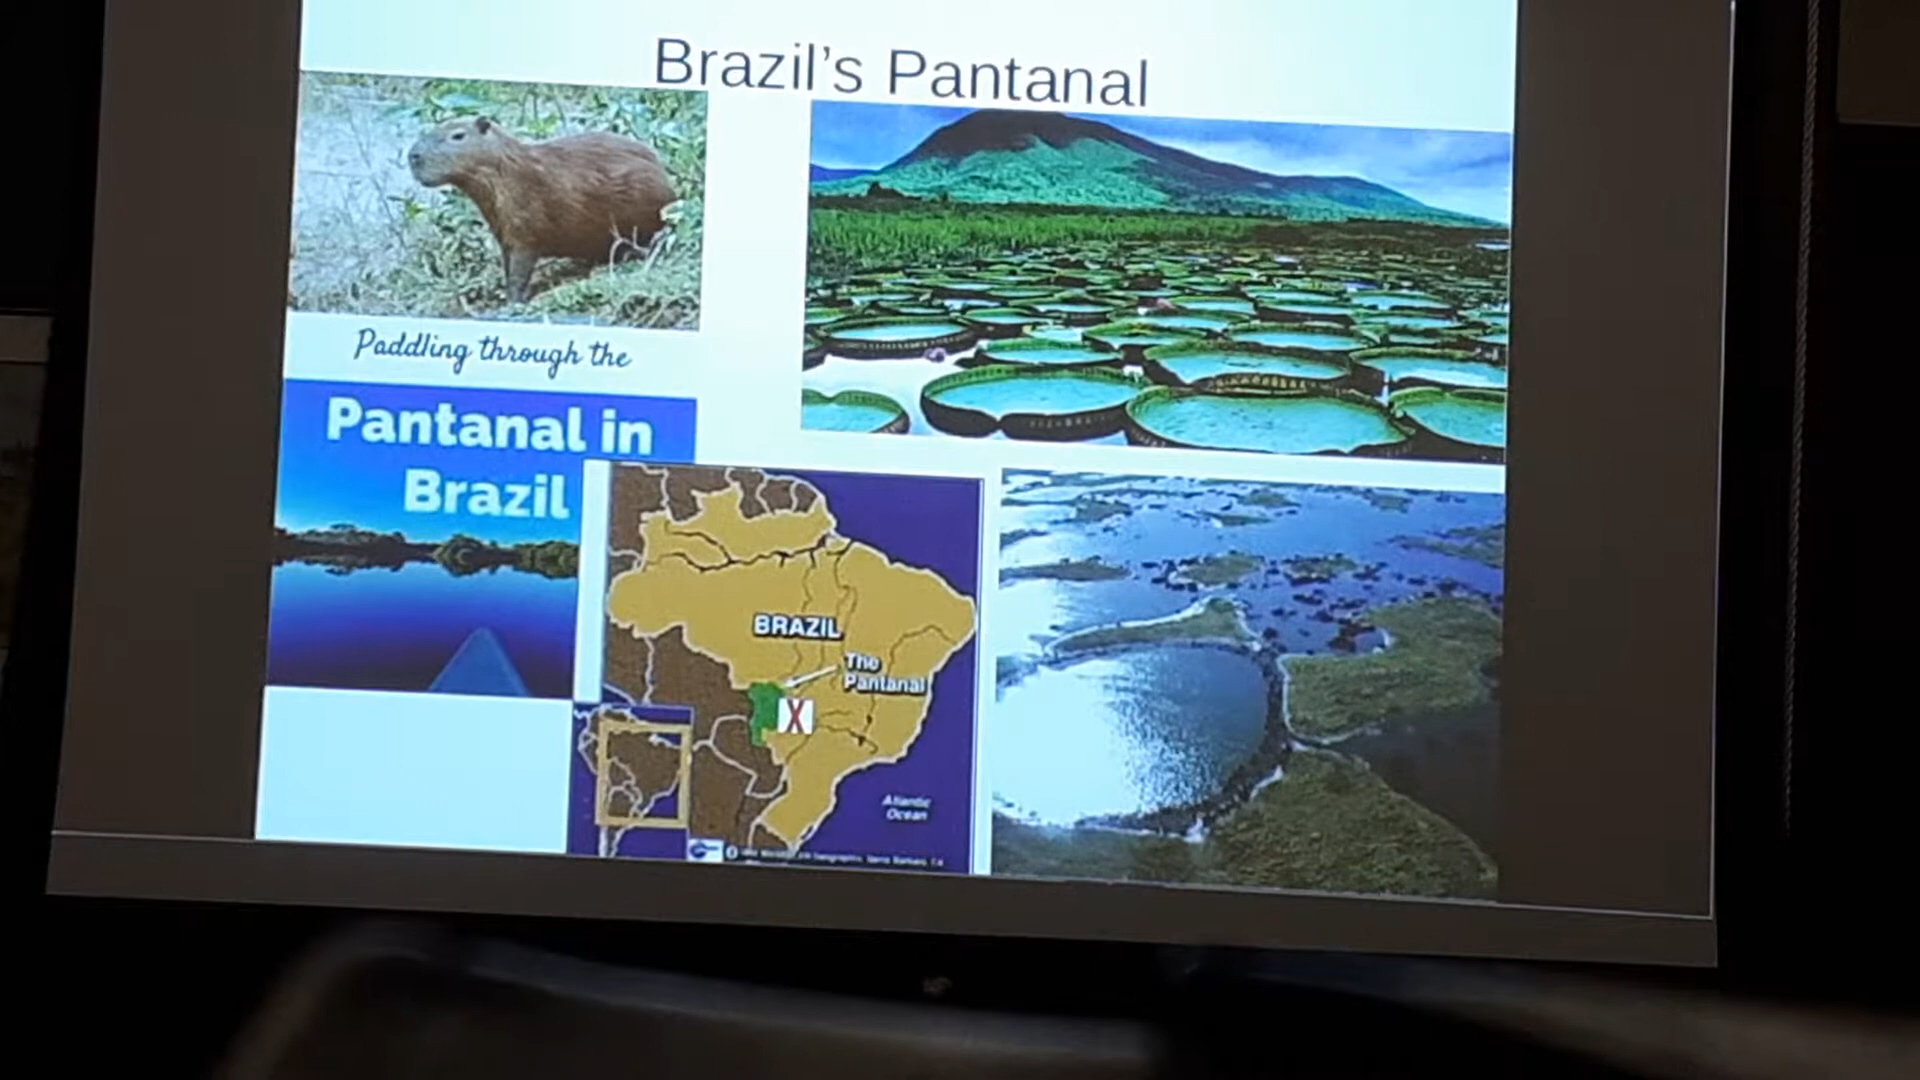 Brazil's Pantanal
Paddling through the
Pantanal in
Brazil
BRAZIL
The
Pantanal
X
Atlantic
Ocean